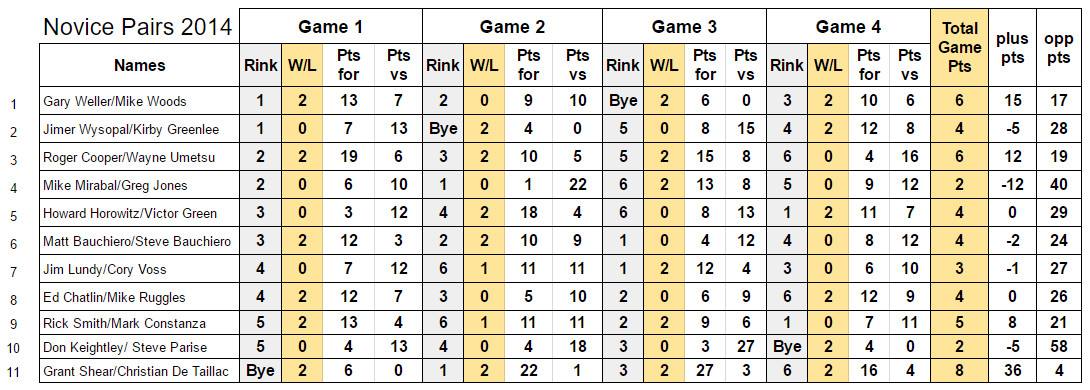 Novice Pairs 2014 Game 1 Game 2 Game 3 Game 4 Total Game Pts plus pts opp pts
Names Rink W/L Pts for Pts vs Rink W/L Pts for Pts vs Rink W/L Pts for Pts vs Rink W/L Pts for Pts vs
1 Gary Weller/Mike Woods 1 2 13 7 2 0 9 10 Bye 2 6 0 3 2 10 6 6 15 17
2 Jimer Wysopal/Kirby Greenlee 1 0 7 13 Bye 2 4 0 5 0 8 15 4 2 12 8 4 -5 28
3 Roger Cooper/Wayne Umetsu 2 2 19 6 3 2 10 5 5 2 15 8 6 0 4 16 6 12 19
4 Mike Mirabal/Greg Jones 2 0 6 10 1 0 1 22 6 2 13 8 5 0 9 12 2 -12 40
5 Howard Horowitz/Victor Green 3 0 3 12 4 2 18 4 6 0 8 13 1 2 11 7 4 0 29
6 Matt Bauchiero/Steve Bauchiero 3 2 12 3 2 2 10 9 1 0 4 12 4 0 8 12 4 -2 24
7 Jim Lundy/Cory Voss 4 0 7 12 6 1 11 11 1 2 12 4 3 0 6 10 3 -1 27
8 Ed Chatlin/Mike Ruggles 4 2 12 7 3 0 5 10 2 0 6 9 6 2 12 9 4 0 26
9 Rick Smith/Mark Constanza 5 2 13 4 6 1 11 11 2 2 9 6 1 0 7 11 5 8 21
10 Don Keightley/ Steve Parise 5 0 4 13 4 0 4 18 3 0 3 27 Bye 2 4 0 2 -5 58
11 Grant Shear/Christian De Taillac Bye 2 6 0 1 2 22 1 3 2 27 3 6 2 16 4 8 36 4